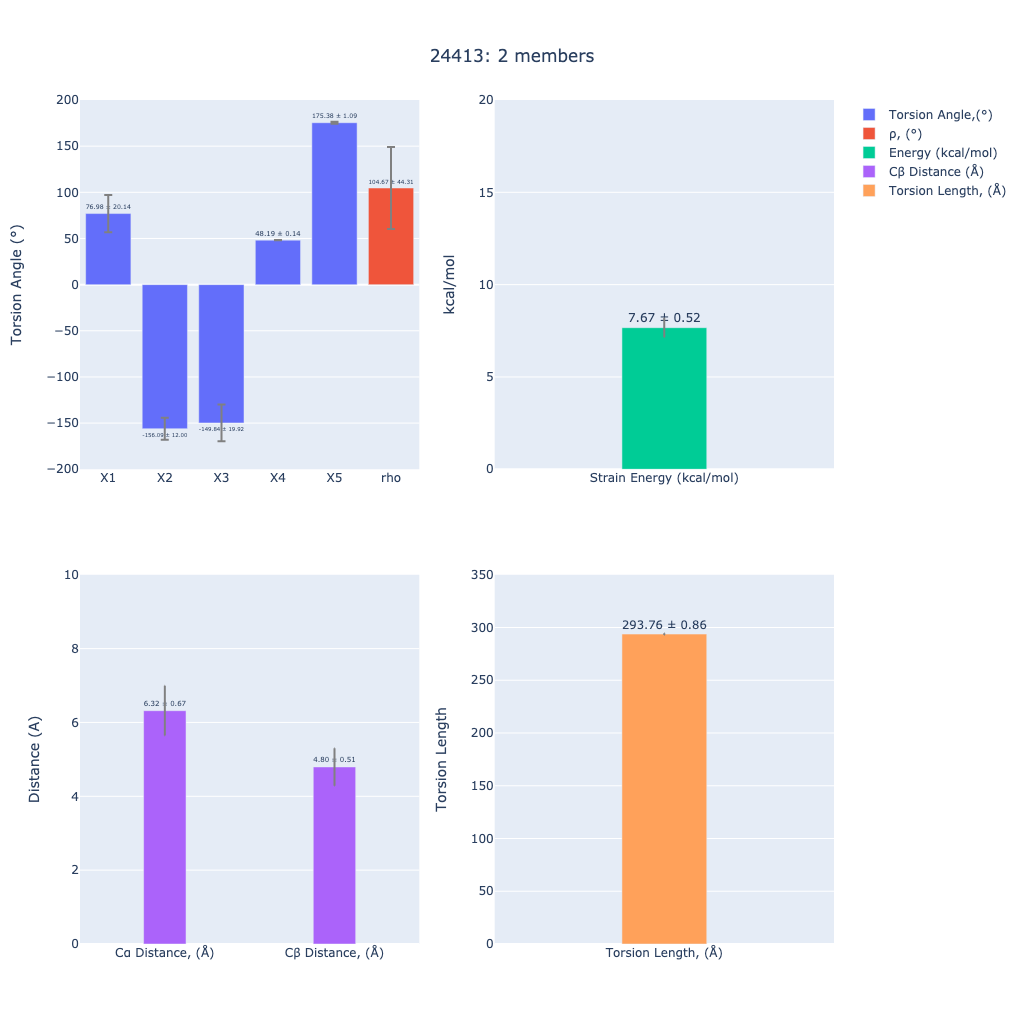 24413: 2 members
Torsion Angle (°)
200
150
100
50
0
−50
−100
−150
−200
76.98 ± 20.14
-156.09 ± 12.00
-149.84 ± 19.92
48.19 ± 0.14
175.38 ± 1.09
104.67 ± 44.31
X1 X2 X3 X4 X5 rho
kcal/mol
20
15
10
5
0
7.67 ± 0.52
Strain Energy (kcal/mol)
Torsion Angle,(°)
ρ, (°)
Energy (kcal/mol)
Cβ Distance (Å)
Torsion Length, (Å)
Distance (A)
10
8
6
4
2
0
6.32 ± 0.67
4.80 ± 0.51
Cα Distance, (Å) Cβ Distance, (Å)
Torsion Length
350
300
250
200
150
100
50
0
293.76 ± 0.86
Torsion Length, (Å)